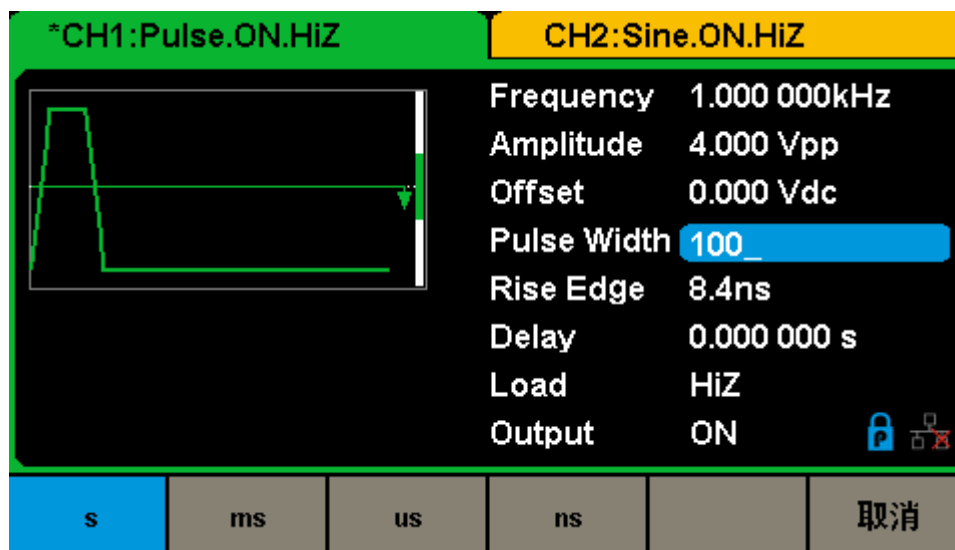 *CH1:Pulse.ON.HiZ CH2:Sine.ON.HiZ
Frequency 1.000 000kHz
Amplitude 4.000 Vpp
Offset 0.000 Vdc
Pulse Width 100_
Rise Edge 8.4ns
Delay 0.000 000 s
Load HiZ
Output ON P
s ms us ns 取消